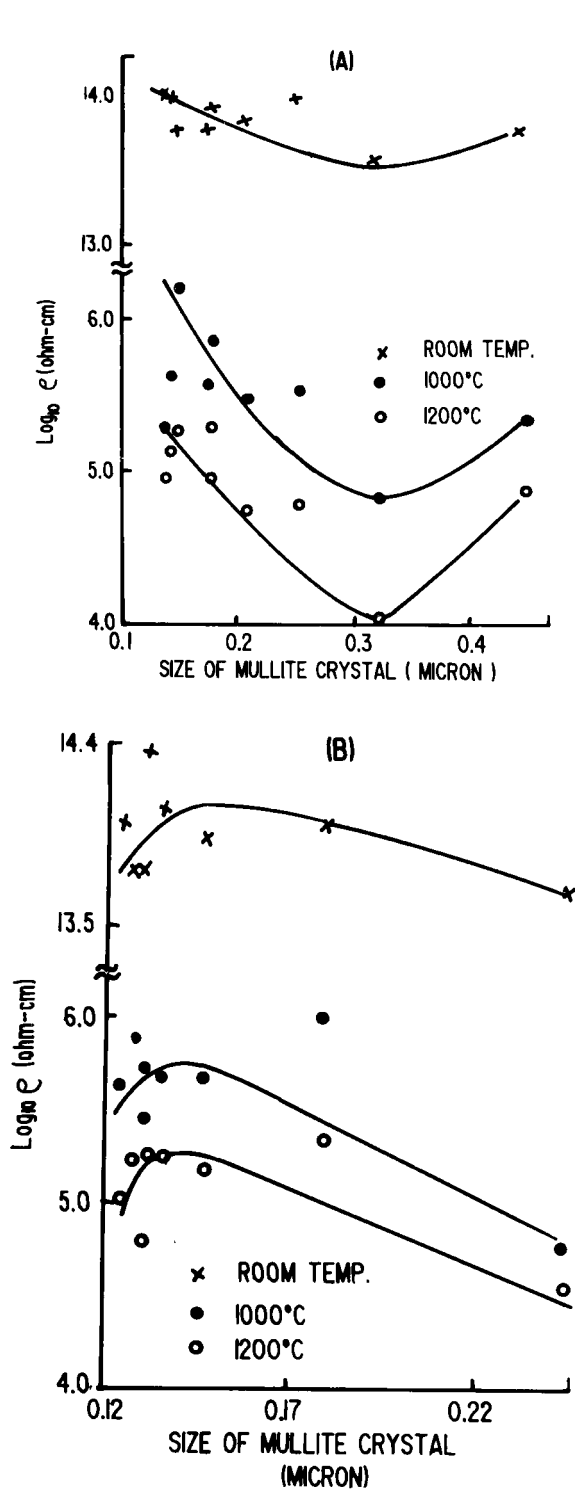 (A)
14.0
13.0
6.0
5.0
4.0
Log₁₀ ρ (ohm-cm)
× ROOM TEMP.
● 1000°C
○ 1200°C
0.1 0.2 0.3 0.4
SIZE OF MULLITE CRYSTAL ( MICRON )
(B)
14.4
13.5
6.0
5.0
4.0
Log₁₀ ρ (ohm-cm)
× ROOM TEMP.
● 1000°C
○ 1200°C
0.12 0.17 0.22
SIZE OF MULLITE CRYSTAL
(MICRON)